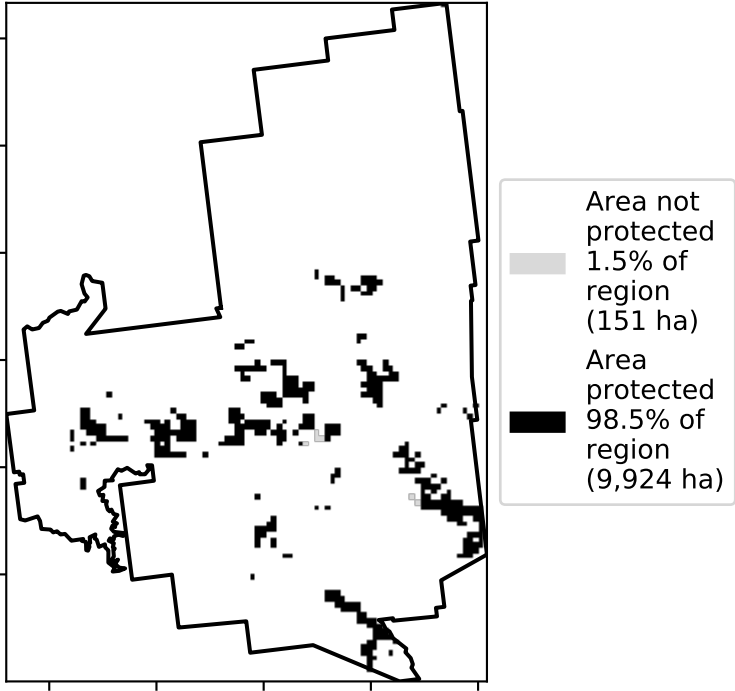 Area not
protected
1.5% of
region
(151 ha)
Area
protected
98.5% of
region
(9,924 ha)